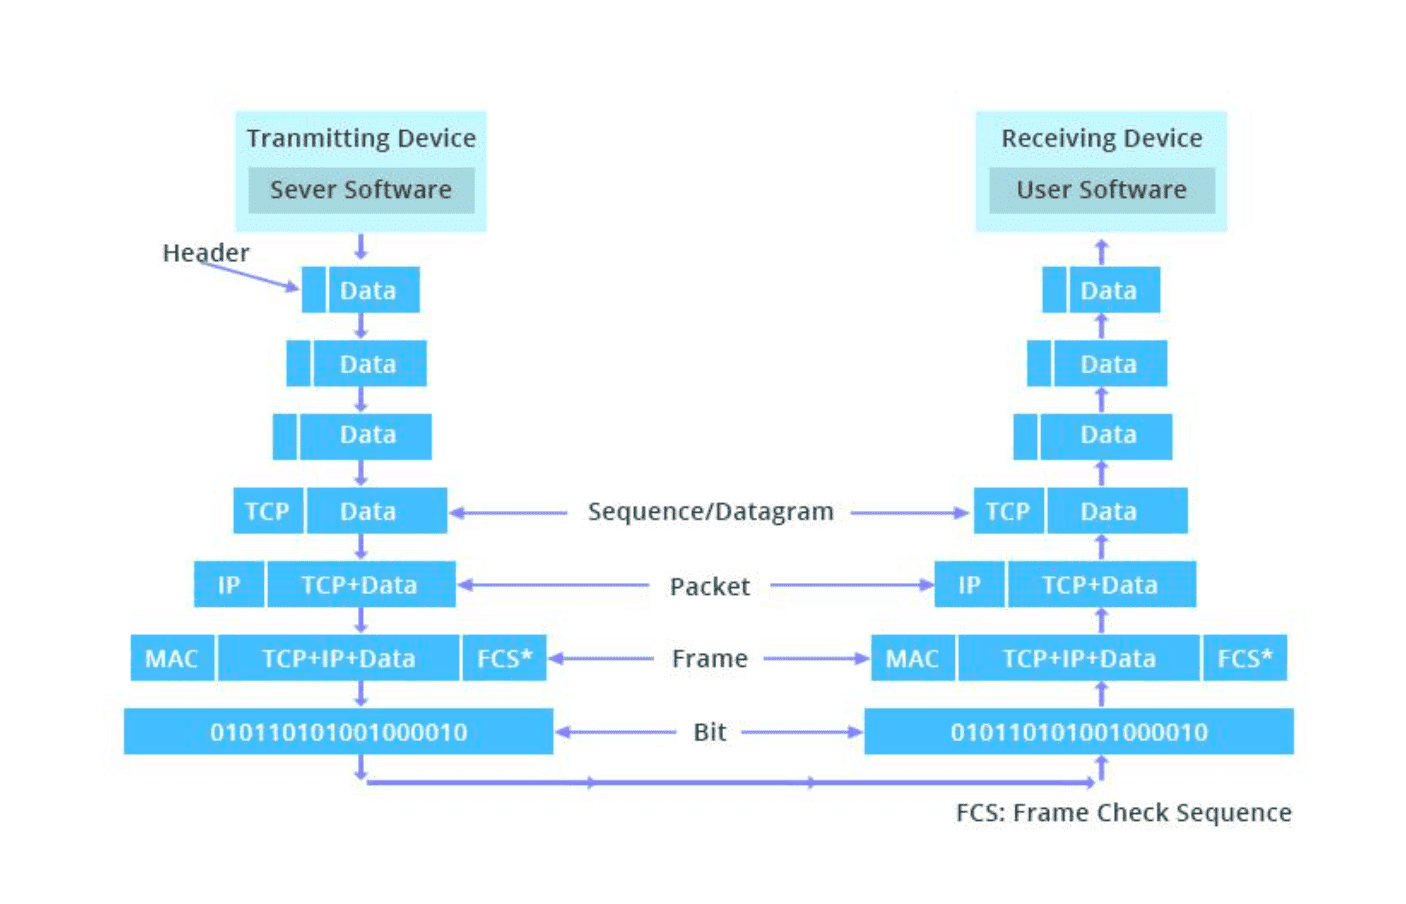 Tranmitting Device
Sever Software
Receiving Device
User Software
Header
Data
Data
Data
Data
Data
Data
TCP Data
Sequence/Datagram
TCP Data
IP TCP+Data
Packet
IP TCP+Data
MAC TCP+IP+Data FCS*
Frame
MAC TCP+IP+Data FCS*
010110101001000010
Bit
010110101001000010
FCS: Frame Check Sequence